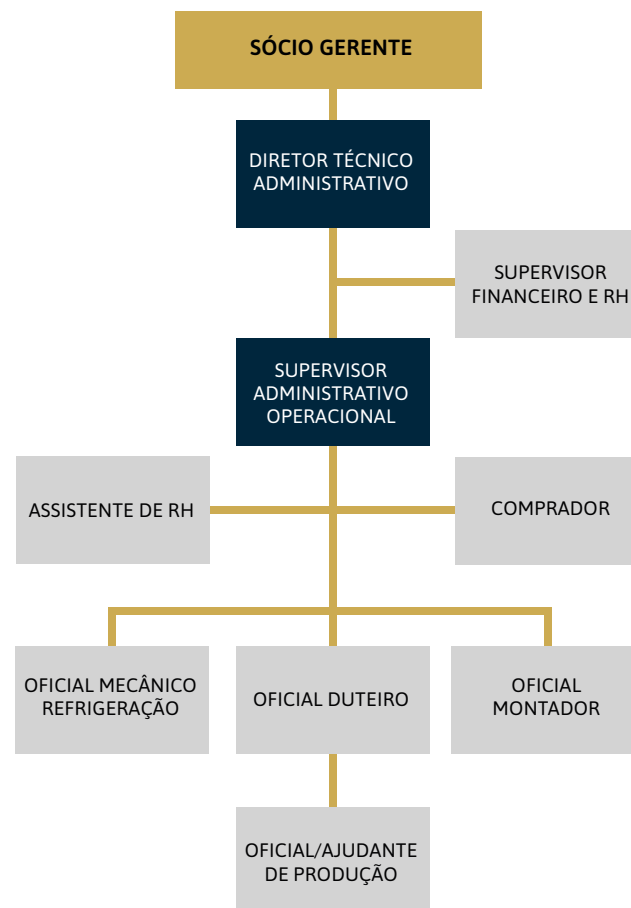 SÓCIO GERENTE
DIRETOR TÉCNICO
ADMINISTRATIVO
SUPERVISOR
FINANCEIRO E RH
SUPERVISOR
ADMINISTRATIVO
OPERACIONAL
ASSISTENTE DE RH
COMPRADOR
OFICIAL MECÂNICO
REFRIGERAÇÃO
OFICIAL DUTEIRO
OFICIAL
MONTADOR
OFICIAL/AJUDANTE
DE PRODUÇÃO